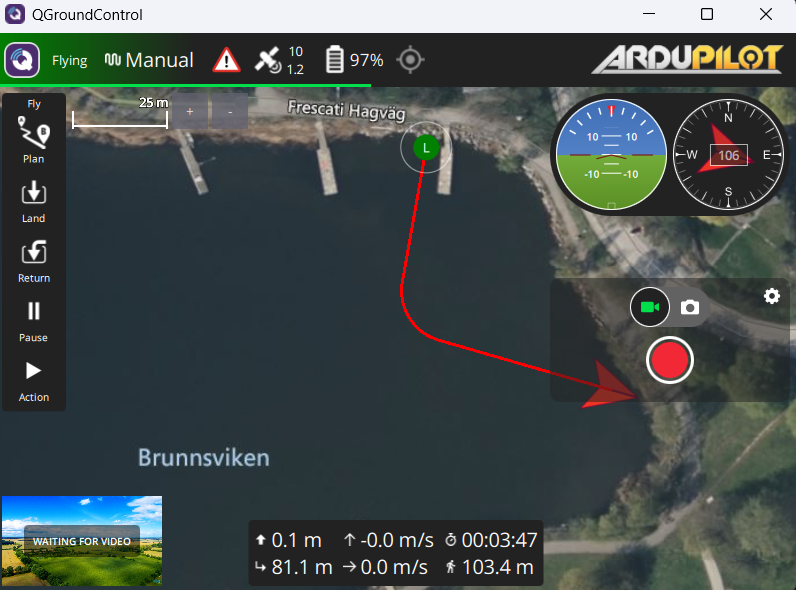 QGroundControl
Flying
Manual
10
1.2
97%
ARDUPILOT
Fly
Plan
Land
Return
Pause
Action
25 m
+
-
Frescati Hagväg
L
10 10
-10 -10
N
W 106 E
S
Brunnsviken
WAITING FOR VIDEO
0.1 m -0.0 m/s 00:03:47
81.1 m 0.0 m/s 103.4 m